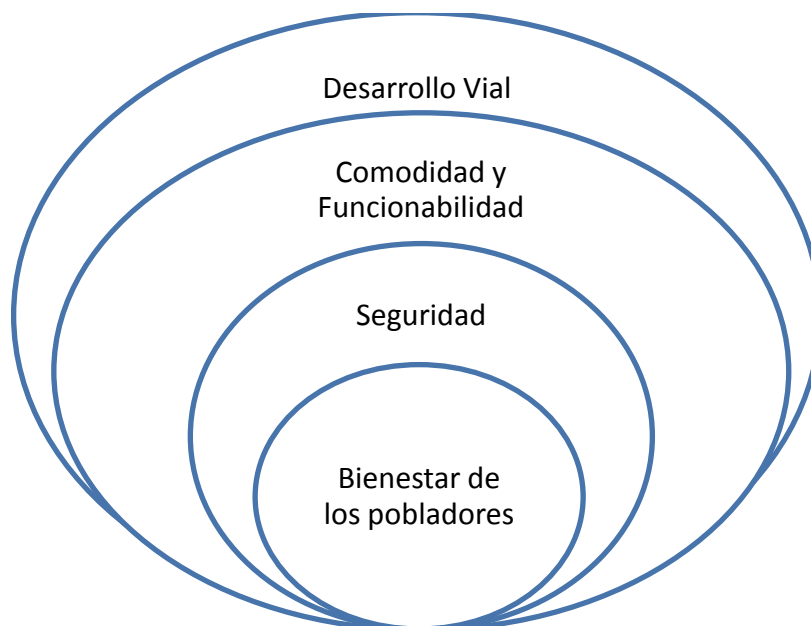 Desarrollo Vial
Comodidad y
Funcionabilidad
Seguridad
Bienestar de
los pobladores